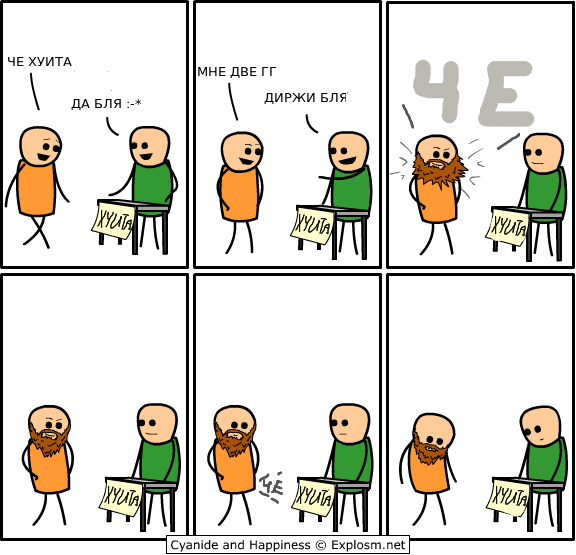 ЧЕ ХУИТА
ДА БЛЯ :-*
ХУИТА
МНЕ ДВЕ ГГ
ДИРЖИ БЛЯ
ХУИТА
ЧЕ
ХУИТА
ХУИТА
ЧЕ
ХУИТА
ХУИТА
Cyanide and Happiness © Explosm.net